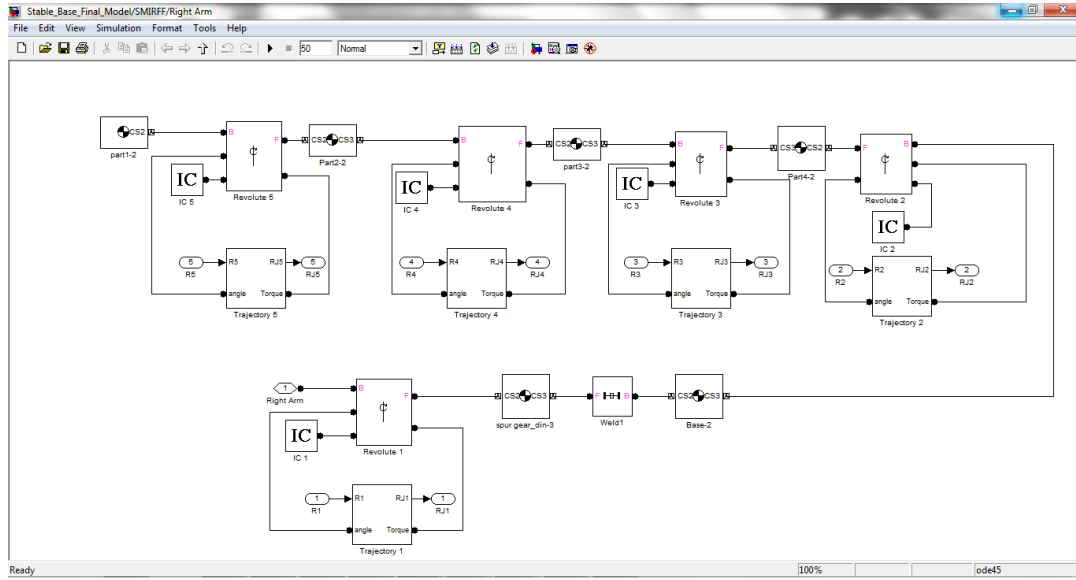 Stable_Base_Final_Model/SMIRFF/Right Arm
File Edit View Simulation Format Tools Help
50 Normal
CS2
part1-2
B F
Revolute 5
IC
IC 5
CS2 CS3
Part2-2
B F
Revolute 4
IC
IC 4
CS2 CS3
part3-2
B F
Revolute 3
IC
IC 3
CS3 CS2
Part4-2
F B
Revolute 2
IC
IC 2
5
R5
R5 RJ5
angle Torque
Trajectory 5
5
RJ5
4
R4
R4 RJ4
angle Torque
Trajectory 4
4
RJ4
3
R3
R3 RJ3
angle Torque
Trajectory 3
3
RJ3
2
R2
R2 RJ2
angle Torque
Trajectory 2
2
RJ2
1
Right Arm
B F
Revolute 1
IC
IC 1
CS2 CS3
spur gear_din-3
F B
Weld1
CS2 CS3
Base-2
1
R1
R1 RJ1
angle Torque
Trajectory 1
1
RJ1
Ready 100% ode45